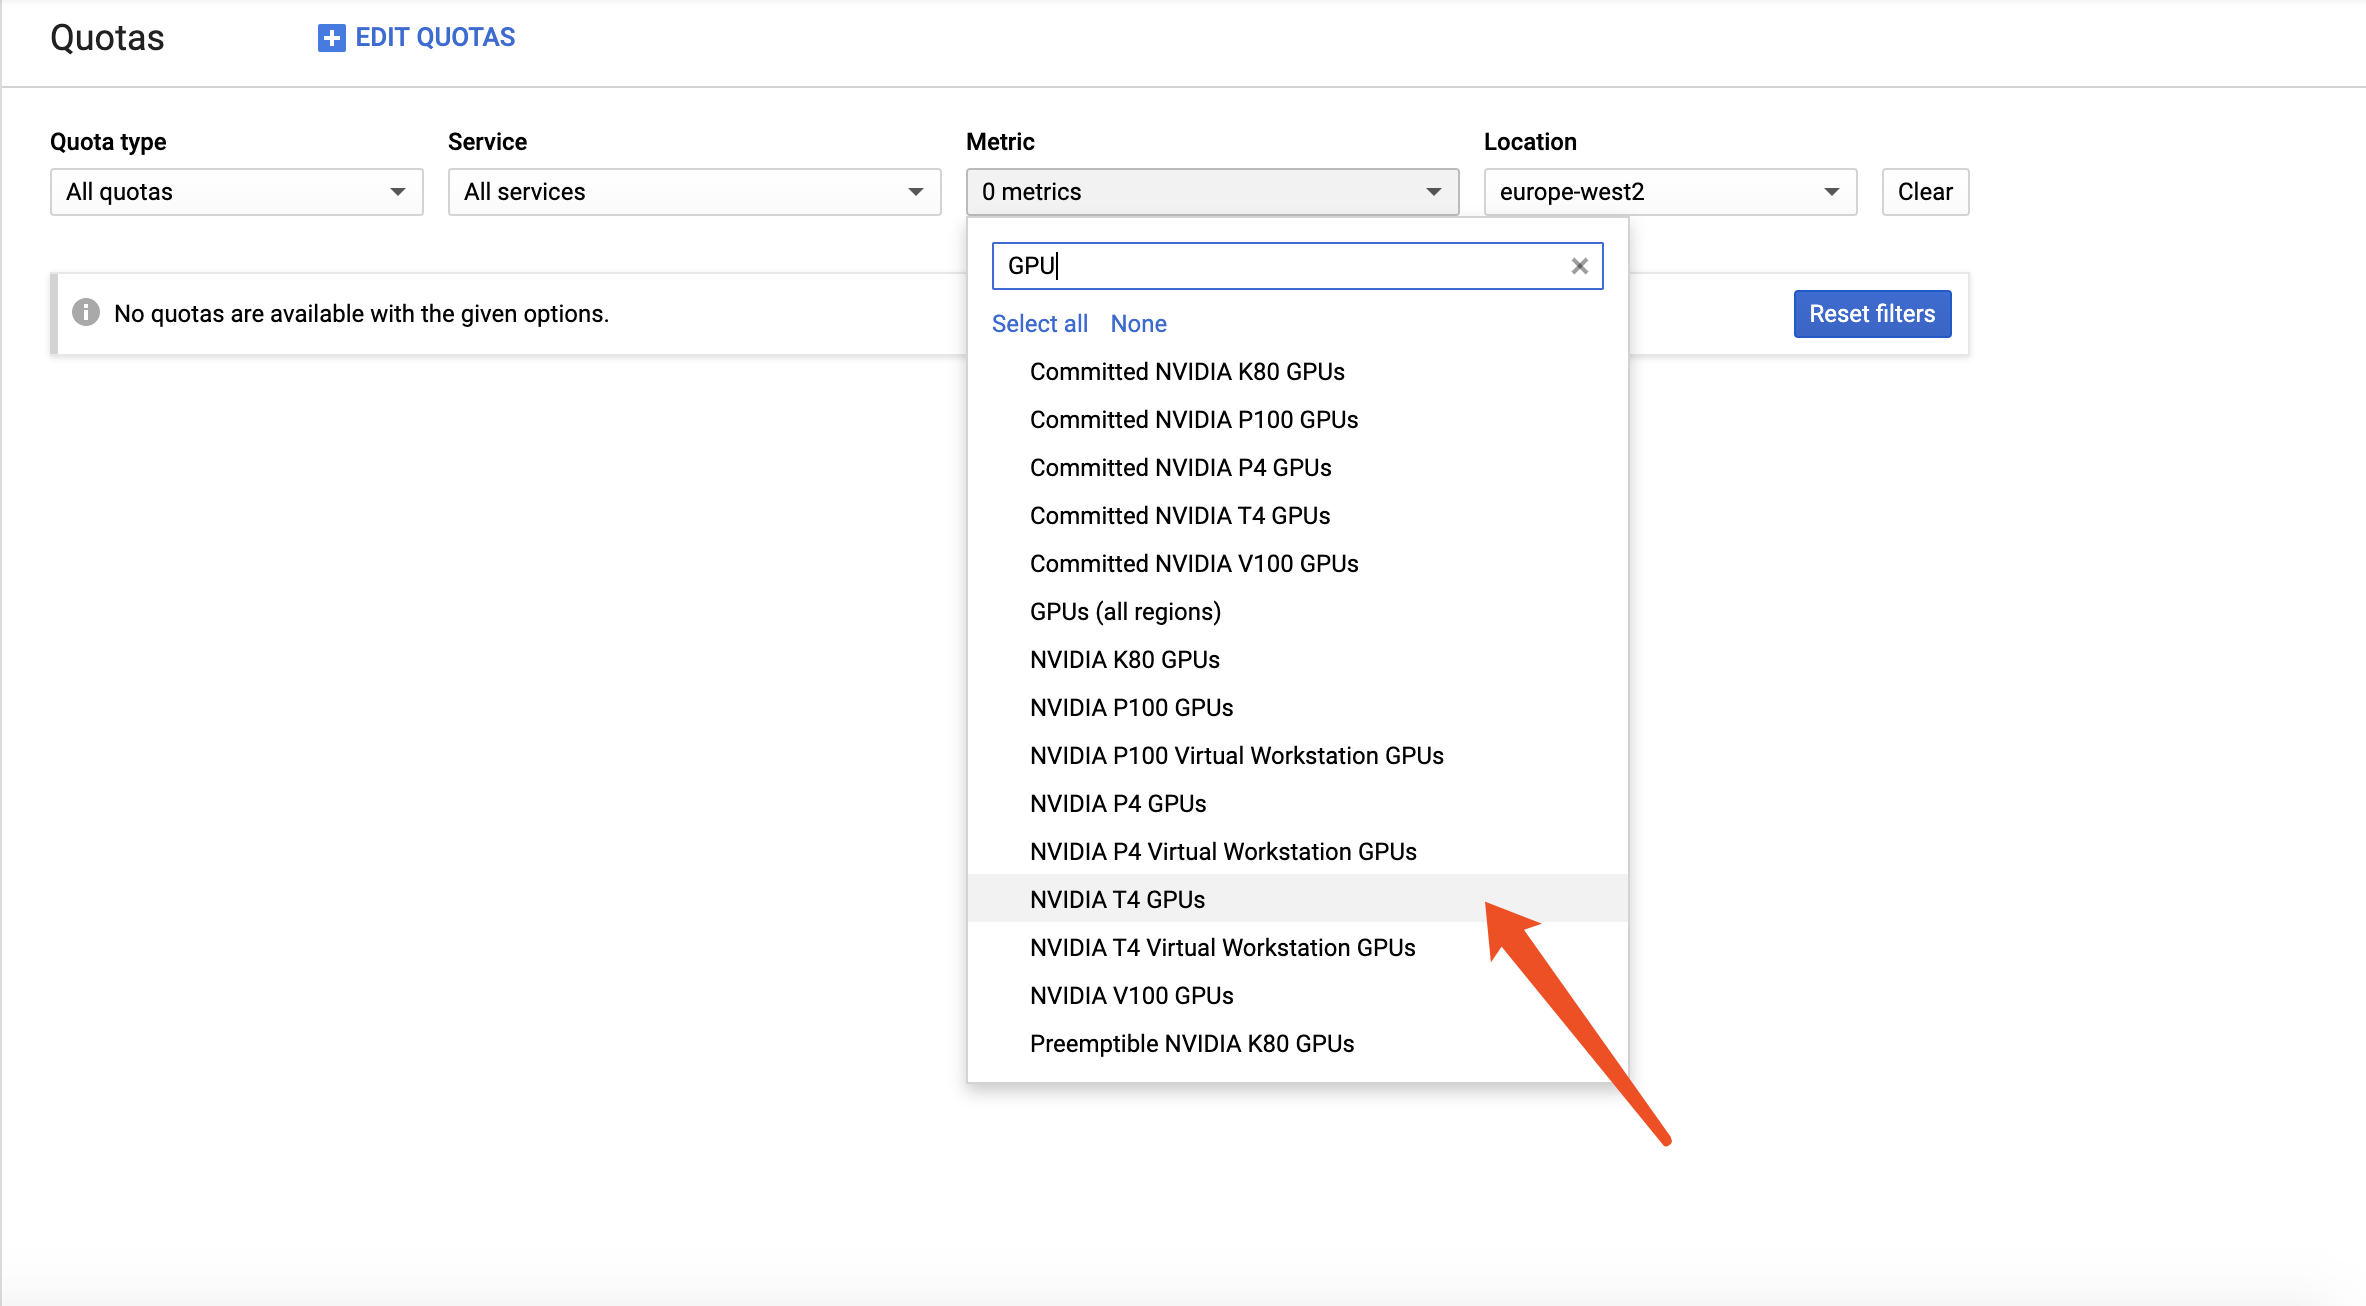 Quotas
EDIT QUOTAS
Quota type
Service
Metric
Location
All quotas
All services
0 metrics
europe-west2
Clear
GPU
No quotas are available with the given options.
Reset filters
Select all
None
Committed NVIDIA K80 GPUs
Committed NVIDIA P100 GPUs
Committed NVIDIA P4 GPUs
Committed NVIDIA T4 GPUs
Committed NVIDIA V100 GPUs
GPUs (all regions)
NVIDIA K80 GPUs
NVIDIA P100 GPUs
NVIDIA P100 Virtual Workstation GPUs
NVIDIA P4 GPUs
NVIDIA P4 Virtual Workstation GPUs
NVIDIA T4 GPUs
NVIDIA T4 Virtual Workstation GPUs
NVIDIA V100 GPUs
Preemptible NVIDIA K80 GPUs